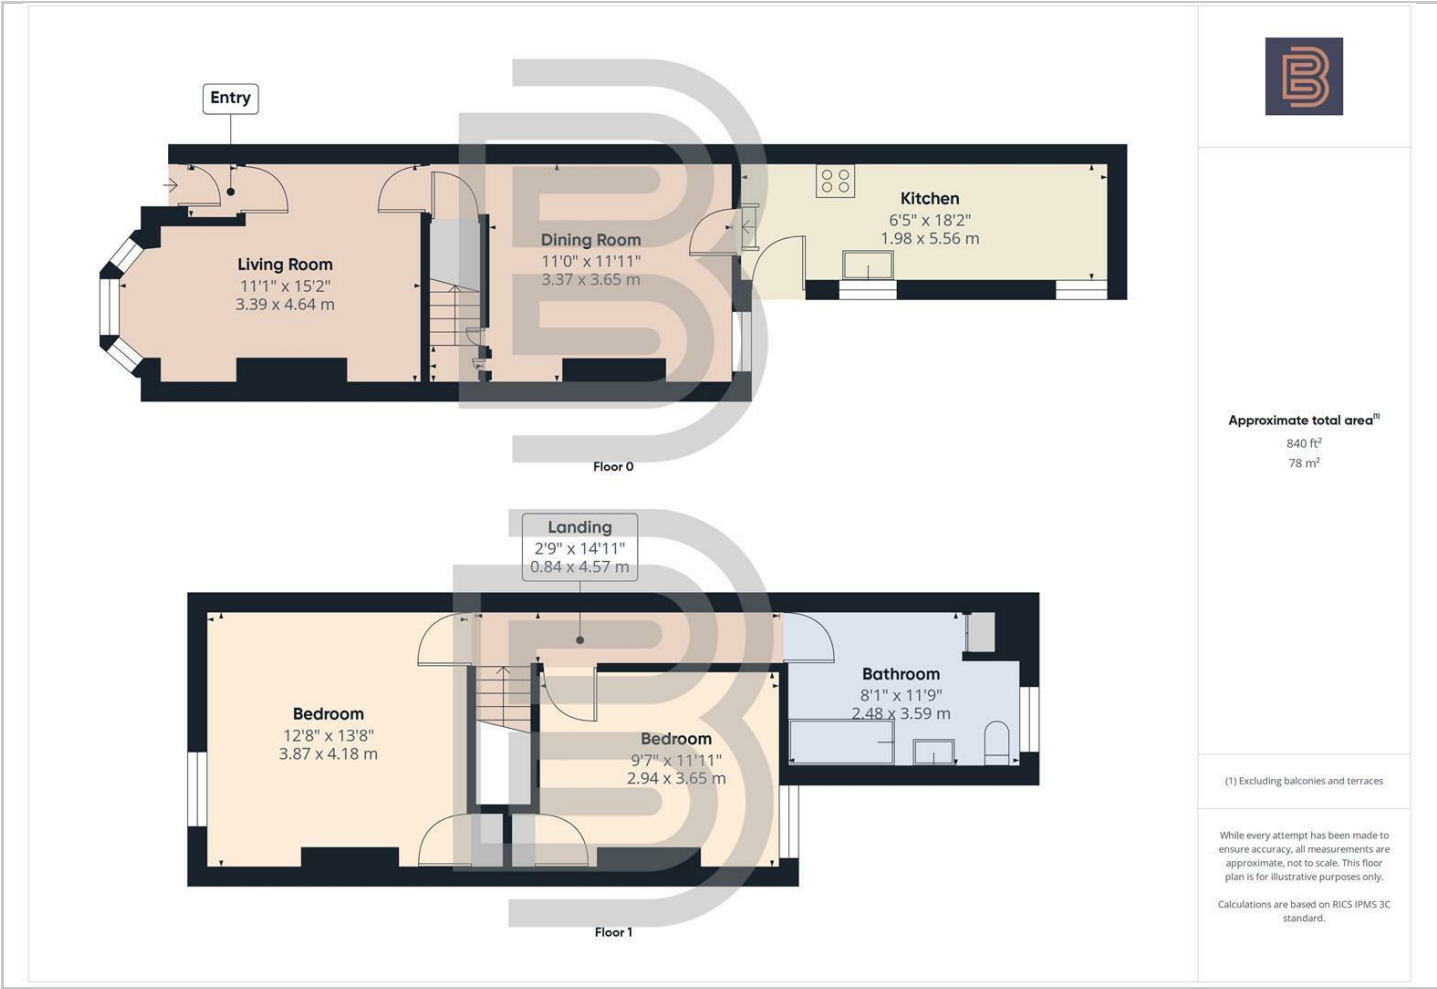 Entry
Living Room
11'1" x 15'2"
3.39 x 4.64 m
Dining Room
11'0" x 11'11"
3.37 x 3.65 m
Kitchen
6'5" x 18'2"
1.98 x 5.56 m
Floor 0
Landing
2'9" x 14'11"
0.84 x 4.57 m
Bedroom
12'8" x 13'8"
3.87 x 4.18 m
Bedroom
9'7" x 11'11"
2.94 x 3.65 m
Bathroom
8'1" x 11'9"
2.48 x 3.59 m
Floor 1
Approximate total area⁽¹⁾
840 ft²
78 m²
(1) Excluding balconies and terraces
While every attempt has been made to
ensure accuracy, all measurements are
approximate, not to scale. This floor
plan is for illustrative purposes only.
Calculations are based on RICS IPMS 3C
standard.